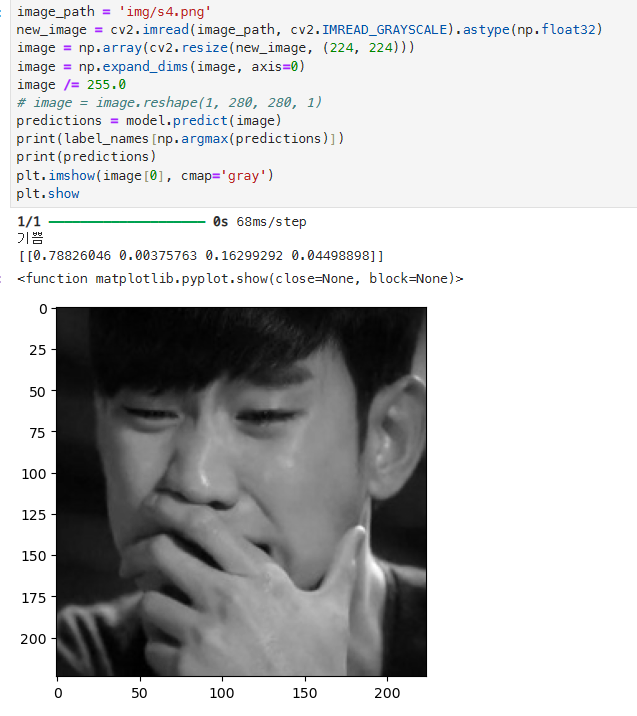 image_path = 'img/s4.png'
new_image = cv2.imread(image_path, cv2.IMREAD_GRAYSCALE).astype(np.float32)
image = np.array(cv2.resize(new_image, (224, 224)))
image = np.expand_dims(image, axis=0)
image /= 255.0
# image = image.reshape(1, 280, 280, 1)
predictions = model.predict(image)
print(label_names[np.argmax(predictions)])
print(predictions)
plt.imshow(image[0], cmap='gray')
plt.show
1/1 ━━━━━━━━━━━━━━━━━━━━ 0s 68ms/step
기쁨
[[0.78826046 0.00375763 0.16299292 0.04498898]]
<function matplotlib.pyplot.show(close=None, block=None)>
0
25
50
75
100
125
150
175
200
0 50 100 150 200